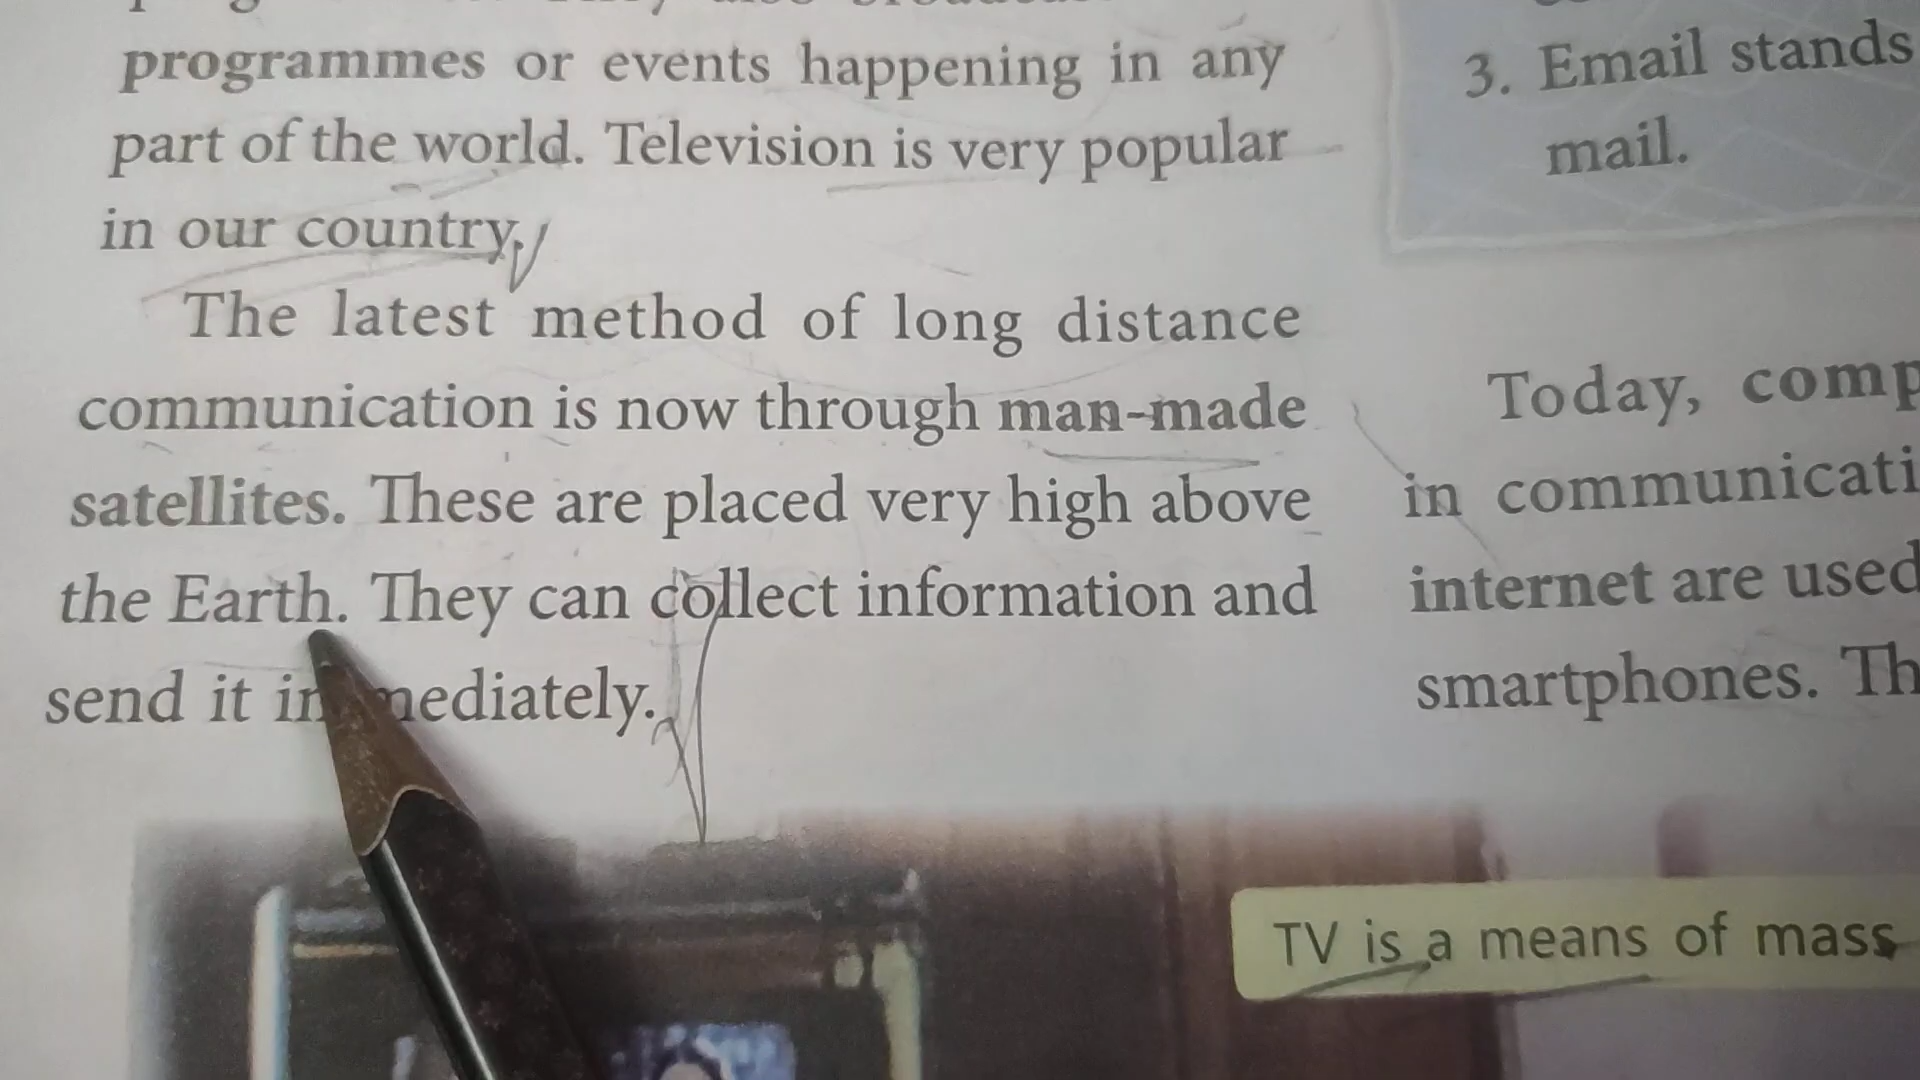 programmes or events happening in any
part of the world. Television is very popular
in our country.
The latest method of long distance
communication is now through man-made
satellites. These are placed very high above
the Earth. They can collect information and
send it immediately.
3. Email stands
mail.
Today,
in
internet are used
smartphones.
TV is a means of mass